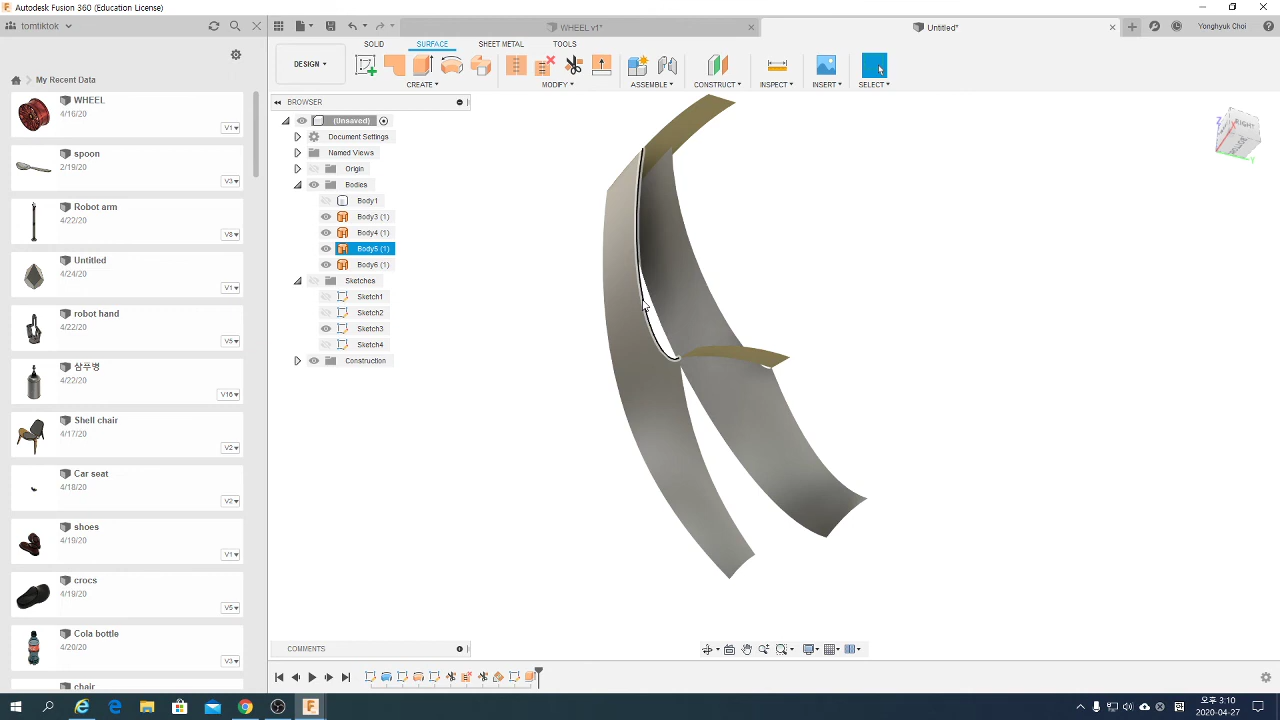 Autodesk Fusion 360 (Education License)
tomtiktok
WHEEL v1*
Untitled*
Yonghyuk Choi
SOLID
SURFACE
SHEET METAL
TOOLS
DESIGN
CREATE
MODIFY
ASSEMBLE
CONSTRUCT
INSPECT
INSERT
SELECT
My Recent Data
WHEEL
4/16/20
V1
spoon
2/19/20
V3
Robot arm
4/22/20
V8
Untitled
4/24/20
V1
robot hand
4/22/20
V5
샴푸병
4/22/20
V16
Shell chair
4/17/20
V2
Car seat
4/18/20
V2
shoes
4/19/20
V1
crocs
4/19/20
V5
Cola bottle
4/20/20
V3
chair
BROWSER
(Unsaved)
Document Settings
Named Views
Origin
Bodies
Body1
Body3 (1)
Body4 (1)
Body5 (1)
Body6 (1)
Sketches
Sketch1
Sketch2
Sketch3
Sketch4
Construction
Z
RIGHT
Y
COMMENTS
오후 3:10
2020-04-27